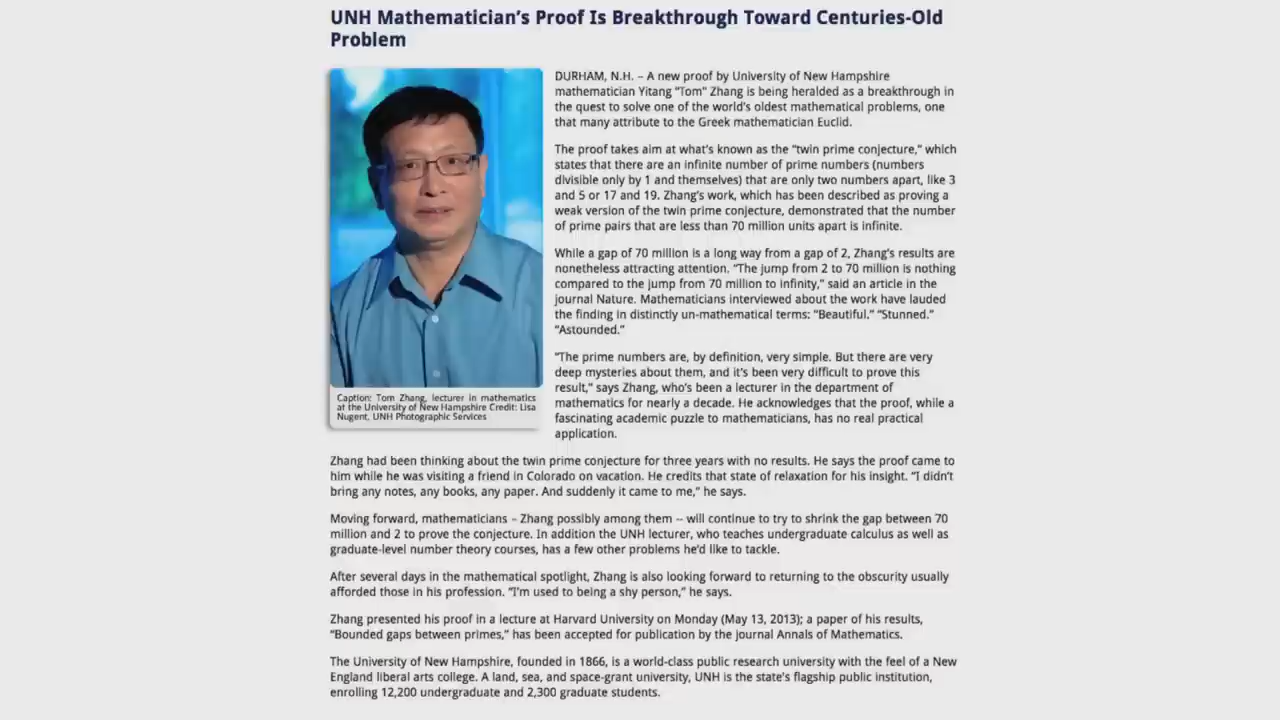 UNH Mathematician’s Proof Is Breakthrough Toward Centuries-Old
Problem
DURHAM, N.H. – A new proof by University of New Hampshire
mathematician Yitang “Tom” Zhang is being heralded as a breakthrough in
the quest to solve one of the world’s oldest mathematical problems, one
that many attribute to the Greek mathematician Euclid.
The proof takes aim at what’s known as the “twin prime conjecture,” which
states that there are an infinite number of prime numbers (numbers
divisible only by 1 and themselves) that are only two numbers apart, like 3
and 5 or 17 and 19. Zhang’s work, which has been described as proving a
weak version of the twin prime conjecture, demonstrated that the number
of prime pairs that are less than 70 million units apart is infinite.
While a gap of 70 million is a long way from a gap of 2, Zhang’s results are
nonetheless attracting attention. “The jump from 2 to 70 million is nothing
compared to the jump from 70 million to infinity,” said an article in the
journal Nature. Mathematicians interviewed about the work have lauded
the finding in distinctly un-mathematical terms: “Beautiful.” “Stunned.”
“Astounded.”
“The prime numbers are, by definition, very simple. But there are very
deep mysteries about them, and it’s been very difficult to prove this
result,” says Zhang, who’s been a lecturer in the department of
mathematics for nearly a decade. He acknowledges that the proof, while a
fascinating academic puzzle to mathematicians, has no real practical
application.
Caption: Tom Zhang, lecturer in mathematics
at the University of New Hampshire Credit: Lisa
Nugent, UNH Photographic Services
Zhang had been thinking about the twin prime conjecture for three years with no results. He says the proof came to
him while he was visiting a friend in Colorado on vacation. He credits that state of relaxation for his insight. “I didn’t
bring any notes, any books, any paper. And suddenly it came to me,” he says.
Moving forward, mathematicians – Zhang possibly among them -- will continue to try to shrink the gap between 70
million and 2 to prove the conjecture. In addition the UNH lecturer, who teaches undergraduate calculus as well as
graduate-level number theory courses, has a few other problems he’d like to tackle.
After several days in the mathematical spotlight, Zhang is also looking forward to returning to the obscurity usually
afforded those in his profession. “I’m used to being a shy person,” he says.
Zhang presented his proof in a lecture at Harvard University on Monday (May 13, 2013); a paper of his results,
“Bounded gaps between primes,” has been accepted for publication by the journal Annals of Mathematics.
The University of New Hampshire, founded in 1866, is a world-class public research university with the feel of a New
England liberal arts college. A land, sea, and space-grant university, UNH is the state’s flagship public institution,
enrolling 12,200 undergraduate and 2,300 graduate students.